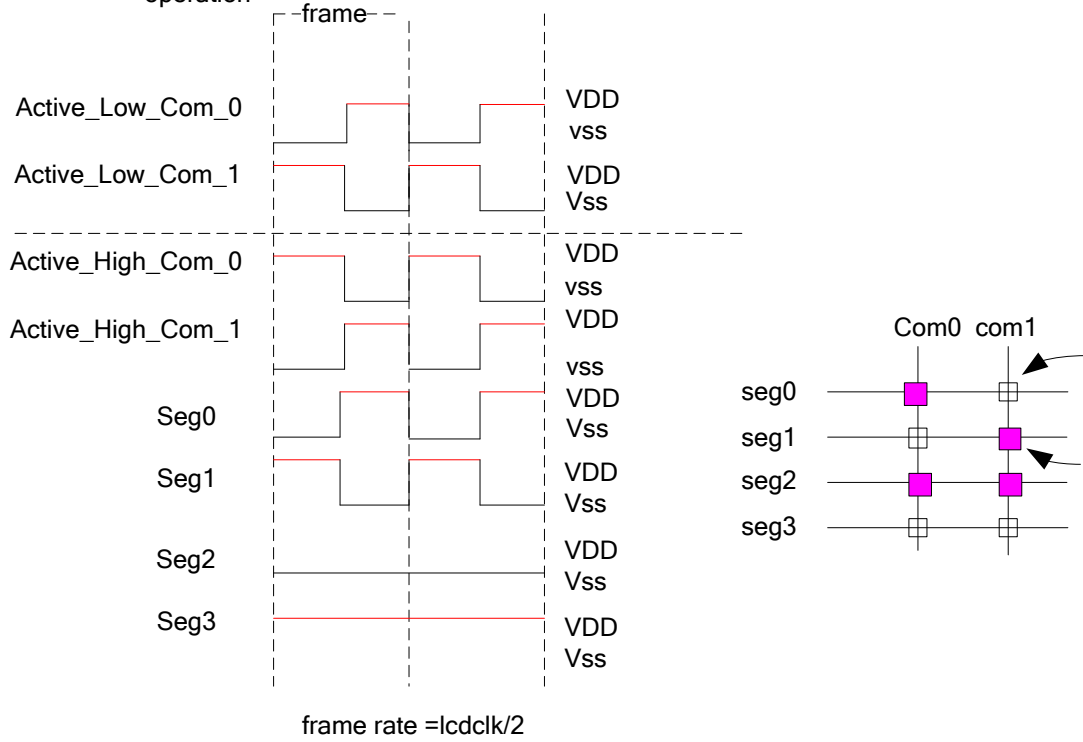 frame
Active_Low_Com_0
VDD
vss
Active_Low_Com_1
VDD
Vss
Active_High_Com_0
VDD
vss
Active_High_Com_1
VDD
vss
Seg0
VDD
Vss
Seg1
VDD
Vss
Seg2
VDD
Vss
Seg3
VDD
Vss
frame rate =lcdclk/2
Com0 com1
seg0
seg1
seg2
seg3